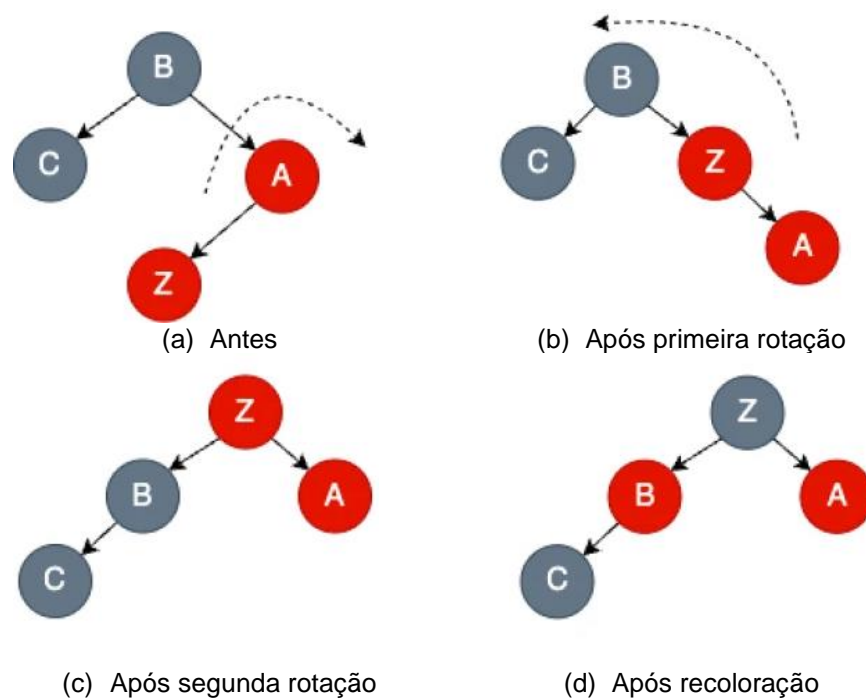 B
C
A
Z
(a) Antes
B
C
Z
A
(b) Após primeira rotação
Z
B
A
C
(c) Após segunda rotação
Z
B
A
C
(d) Após recoloração